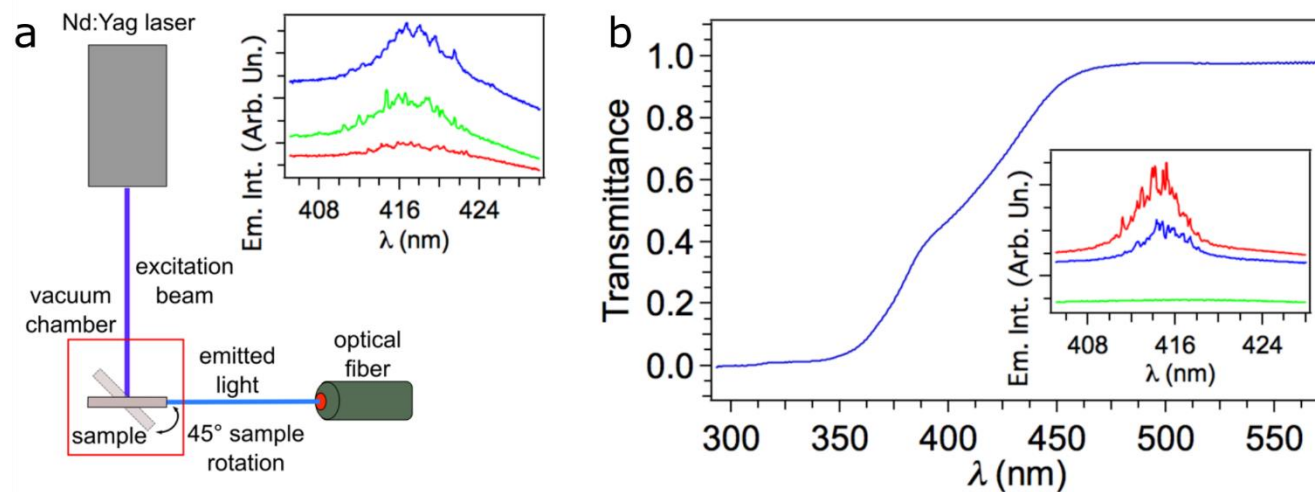 a
Nd:Yag laser
Em. Int. (Arb. Un.)
408 416 424
λ (nm)
excitation
beam
vacuum
chamber
emitted
light
optical
fiber
sample
45° sample
rotation
b
Transmittance
1.0
0.8
0.6
0.4
0.2
0.0
300 350 400 450 500 550
λ (nm)
Em. Int. (Arb. Un.)
408 416 424
λ (nm)